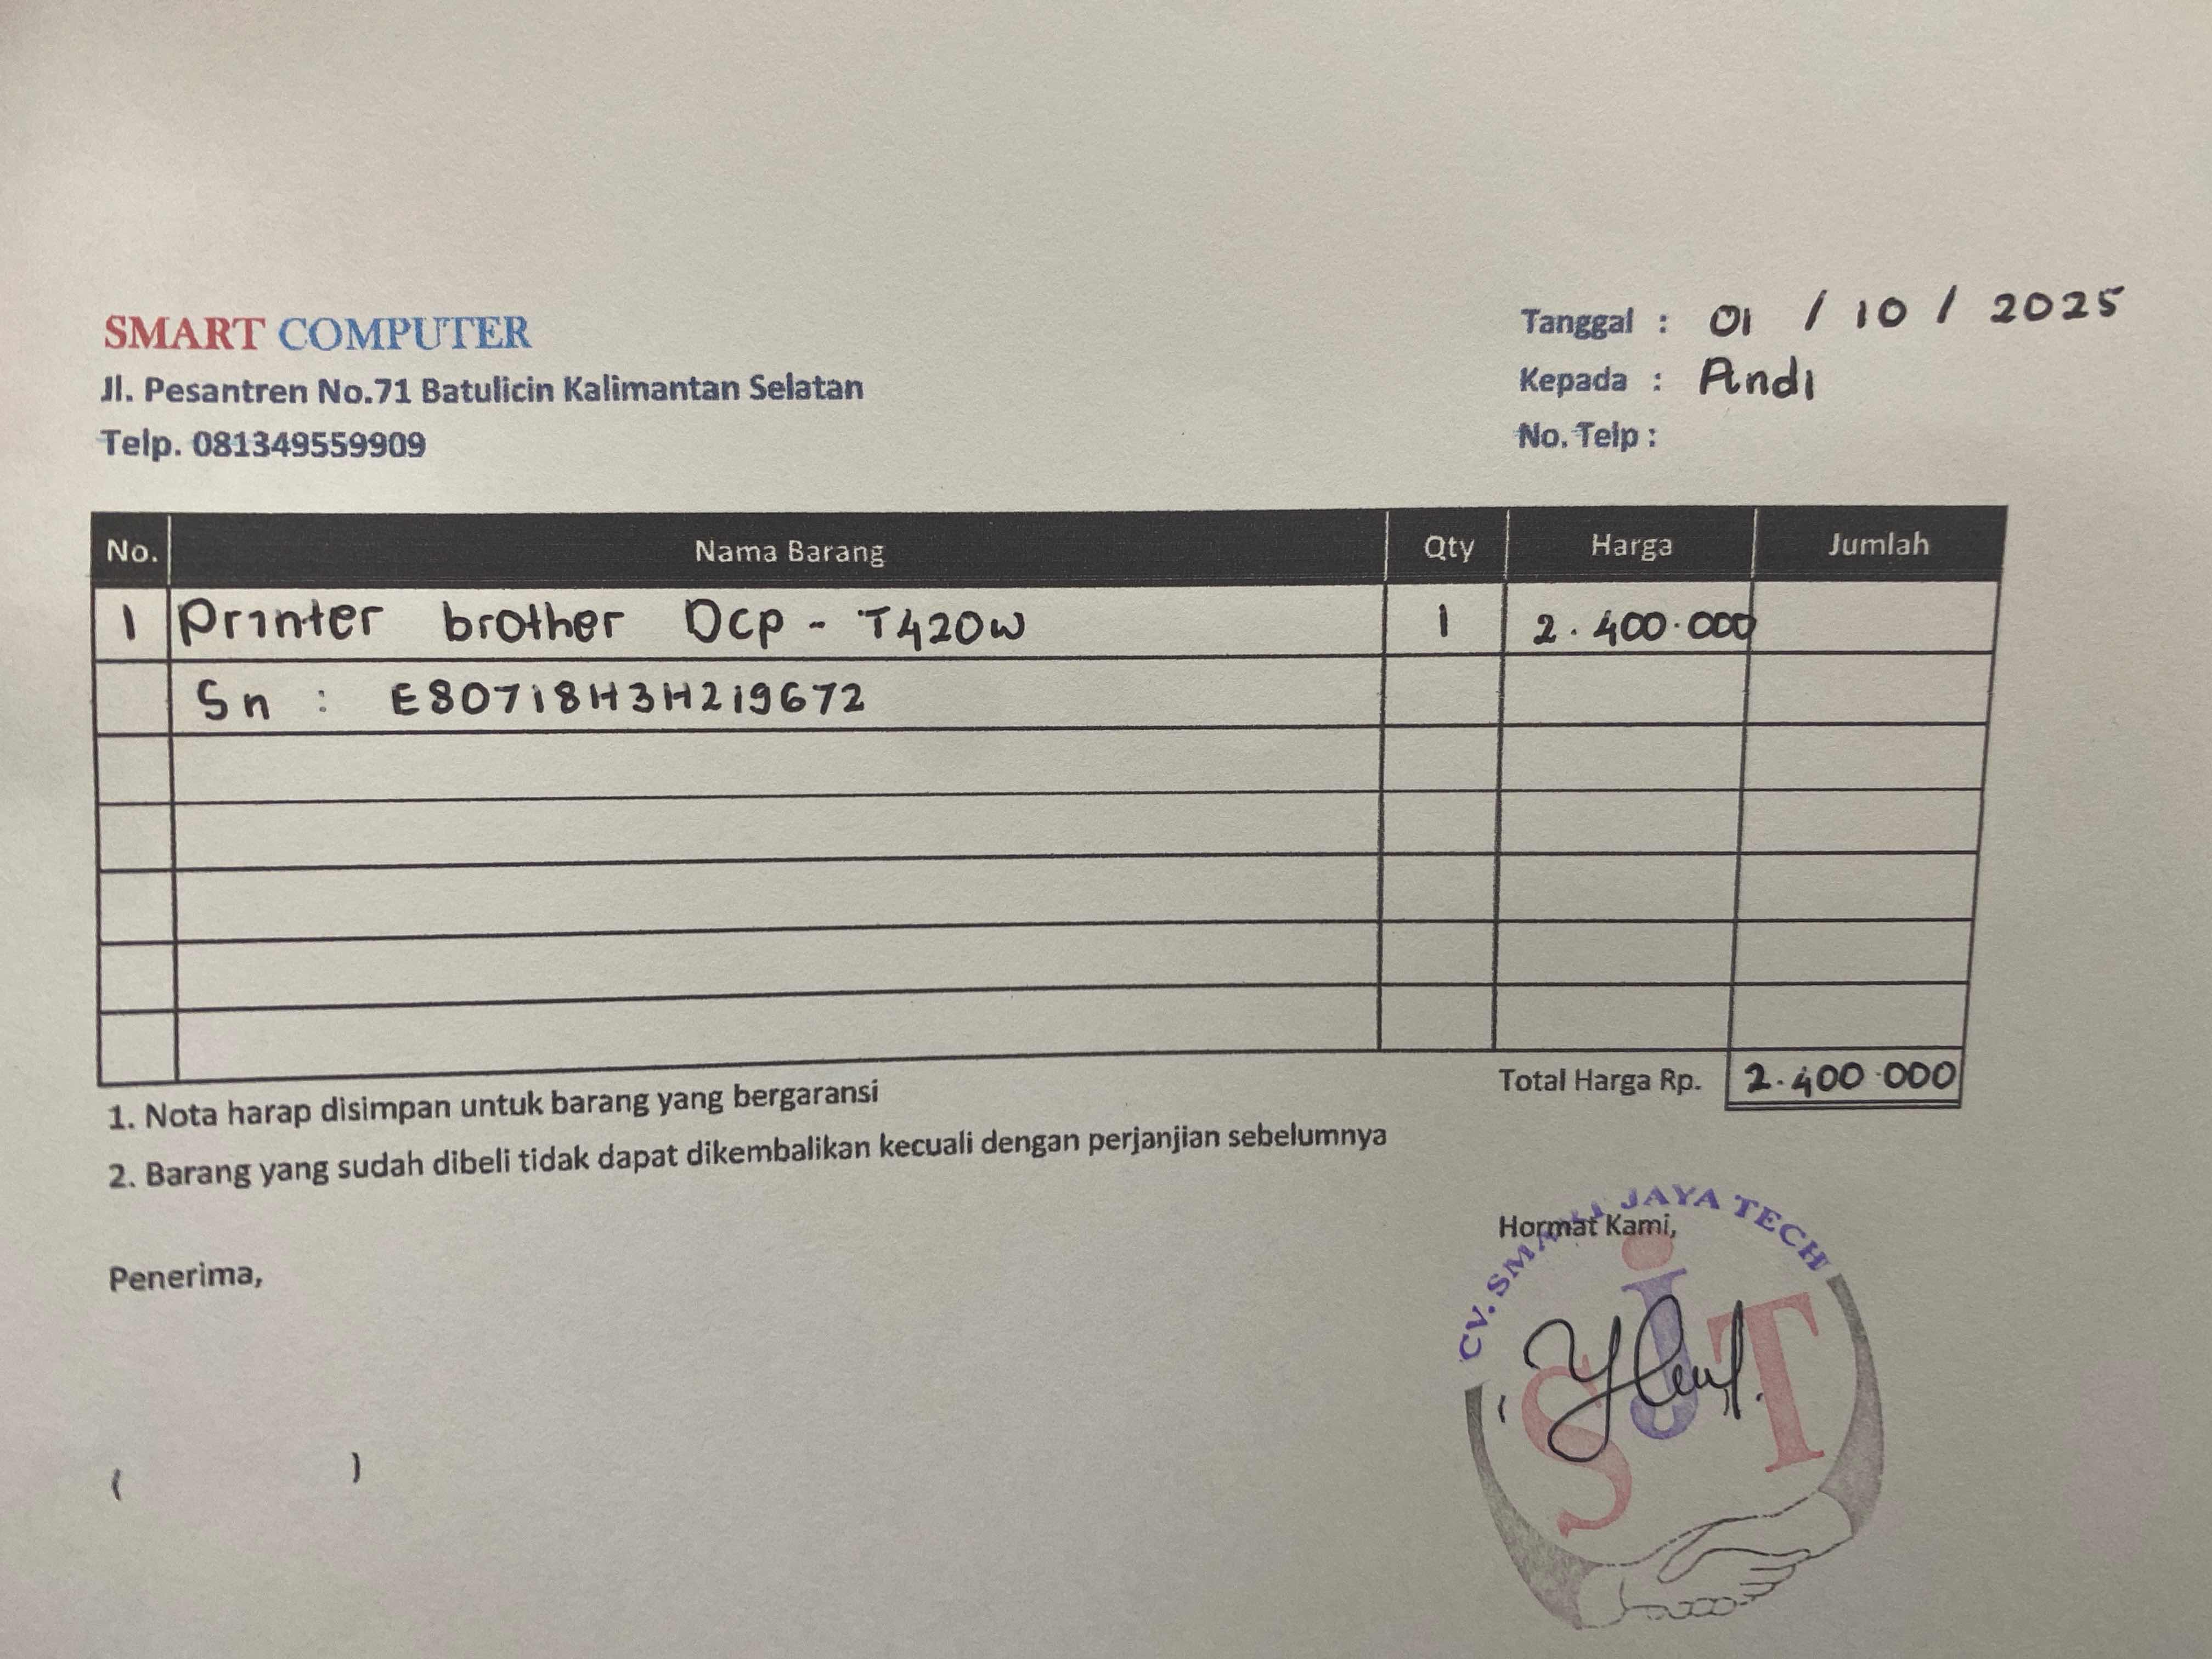 SMART COMPUTER
Jl. Pesantren No.71 Batulicin Kalimantan Selatan
Telp. 081349559909
Tanggal : 01 / 10 / 2025
Kepada : Andi
No. Telp :
No. Nama Barang Qty Harga Jumlah
1 Printer brother Dcp - T420W 1 2.400.000
Sn : E80718H3H219672
Total Harga Rp. 2.400.000
1. Nota harap disimpan untuk barang yang bergaransi
2. Barang yang sudah dibeli tidak dapat dikembalikan kecuali dengan perjanjian sebelumnya
Hormat Kami,
Penerima,
( )
CV. JAYA TECH
SJT